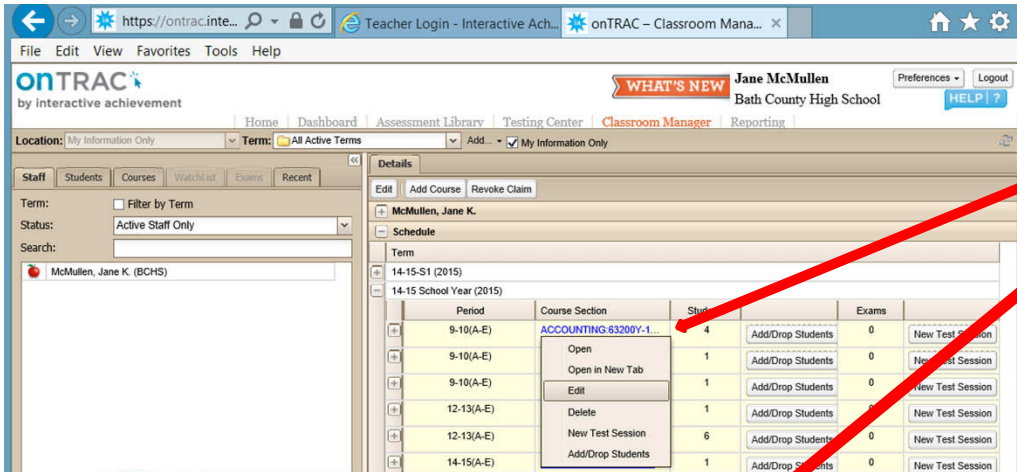 https://ontrac.inte...
Teacher Login - Interactive Ach...
onTRAC – Classroom Mana...
File Edit View Favorites Tools Help
onTRAC
by interactive achievement
WHAT'S NEW
Jane McMullen
Bath County High School
Preferences
Logout
HELP ?
Home Dashboard Assessment Library Testing Center Classroom Manager Reporting
Location: My Information Only Term: All Active Terms Add... My Information Only
Staff Students Courses WatchList Exams Recent
Term: Filter by Term
Status: Active Staff Only
Search:
McMullen, Jane K. (BCHS)
Details
Edit Add Course Revoke Claim
McMullen, Jane K.
Schedule
Term
14-15-S1 (2015)
14-15 School Year (2015)
Period Course Section Exams
9-10(A-E) ACCOUNTING:63200Y-1... 4 Add/Drop Students 0 New Test Session
9-10(A-E) 1 Add/Drop Students 0 New Test Session
9-10(A-E) 1 Add/Drop Students 0 New Test Session
12-13(A-E) 1 Add/Drop Students New Test Session
12-13(A-E) 6 Add/Drop Students 0 New Test Session
14-15(A-E) 1 Add/Drop Students 0 New Test Session
Open
Open in New Tab
Edit
Delete
New Test Session
Add/Drop Students